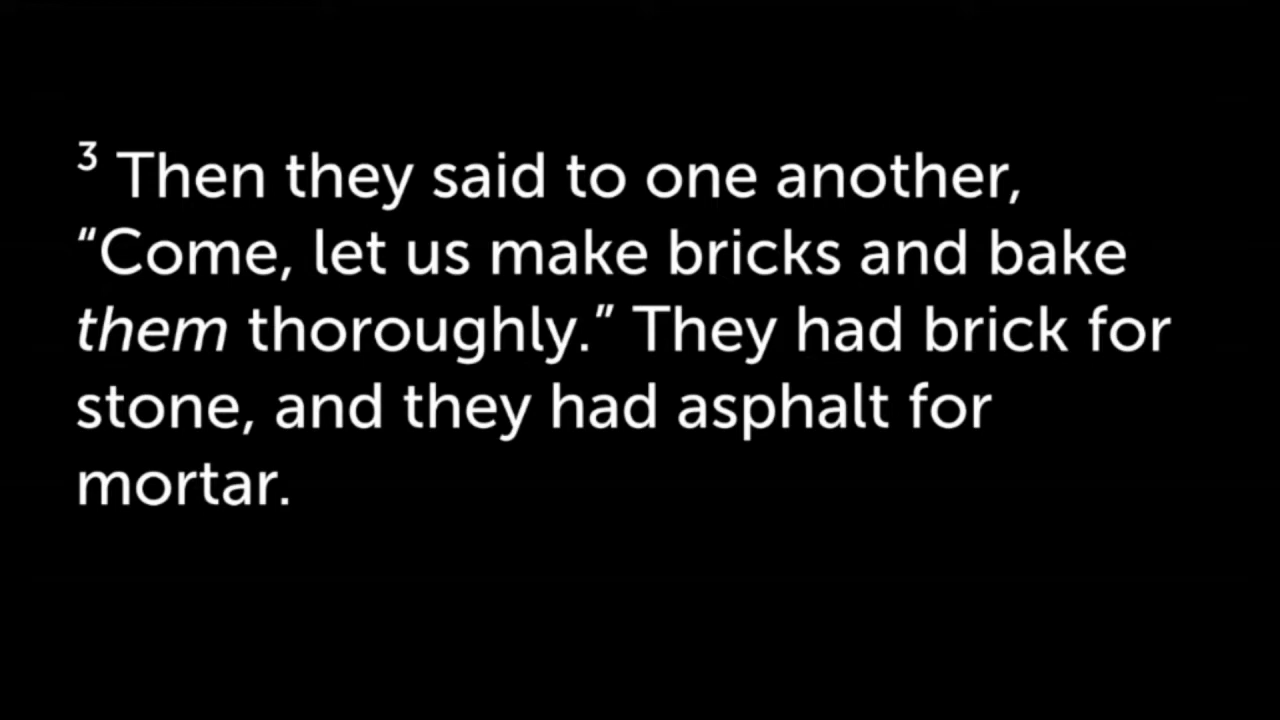 3 Then they said to one another,
“Come, let us make bricks and bake
them thoroughly.” They had brick for
stone, and they had asphalt for
mortar.